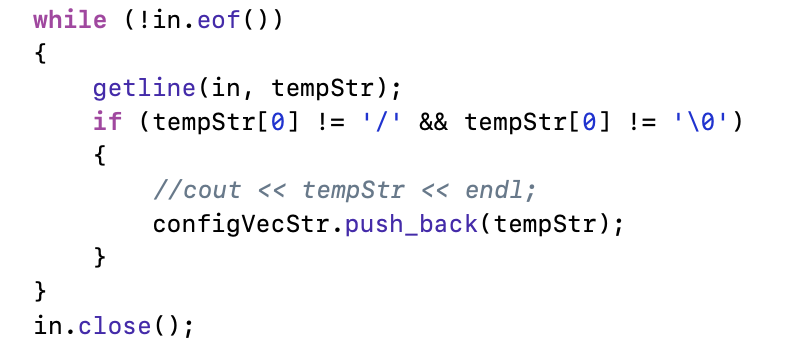 while (!in.eof())
{
    getline(in, tempStr);
    if (tempStr[0] != '/' && tempStr[0] != '\0')
    {
        //cout << tempStr << endl;
        configVecStr.push_back(tempStr);
    }
}
in.close();